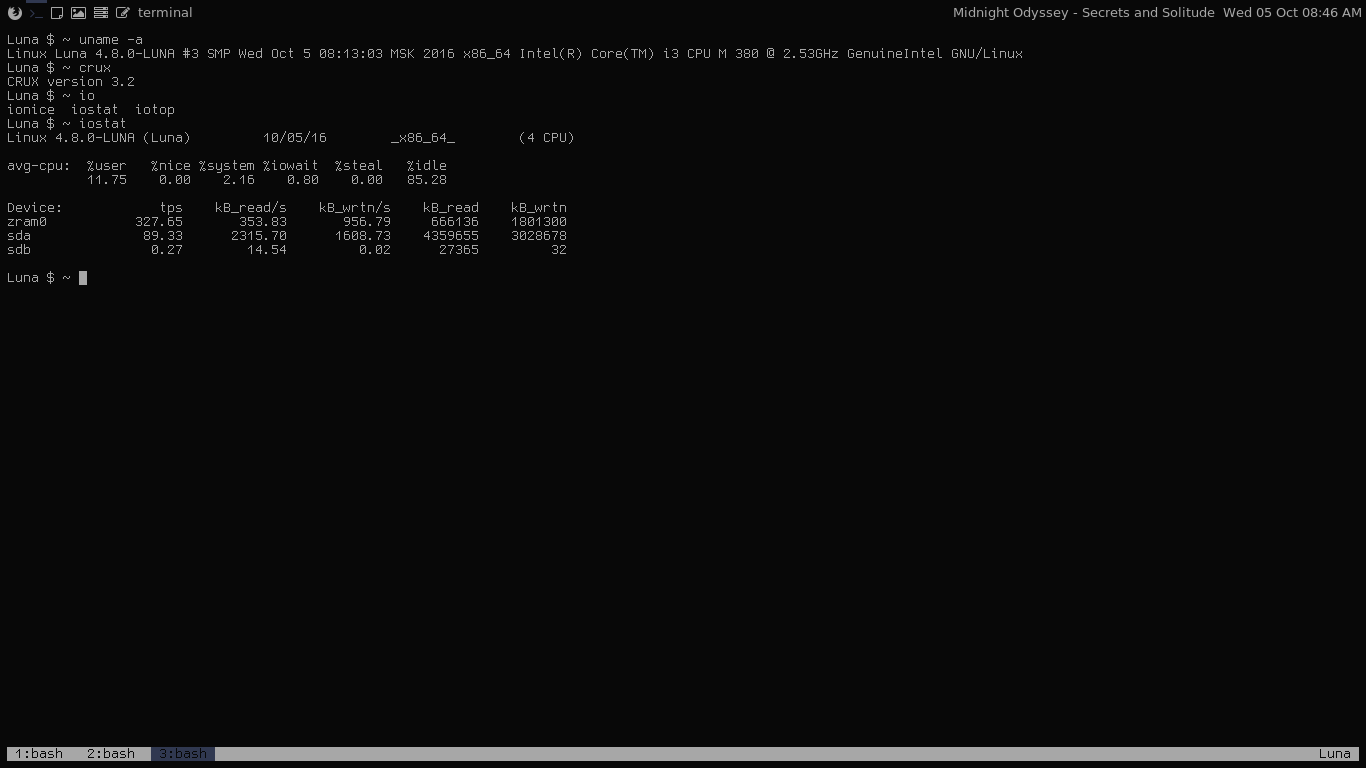 terminal Midnight Odyssey - Secrets and Solitude Wed 05 Oct 08:46 AM
Luna $ ~ uname -a
Linux Luna 4.8.0-LUNA #3 SMP Wed Oct 5 08:13:03 MSK 2016 x86_64 Intel(R) Core(TM) i3 CPU M 380 @ 2.53GHz GenuineIntel GNU/Linux
Luna $ ~ crux
CRUX version 3.2
Luna $ ~ io
ionice iostat iotop
Luna $ ~ iostat
Linux 4.8.0-LUNA (Luna) 10/05/16 _x86_64_ (4 CPU)
avg-cpu: %user %nice %system %iowait %steal %idle
11.75 0.00 2.16 0.80 0.00 85.28
Device: tps kB_read/s kB_wrtn/s kB_read kB_wrtn
zram0 327.65 353.83 956.79 666136 1801300
sda 89.33 2315.70 1608.73 4359655 3028678
sdb 0.27 14.54 0.02 27365 32
Luna $ ~
1:bash 2:bash 3:bash Luna